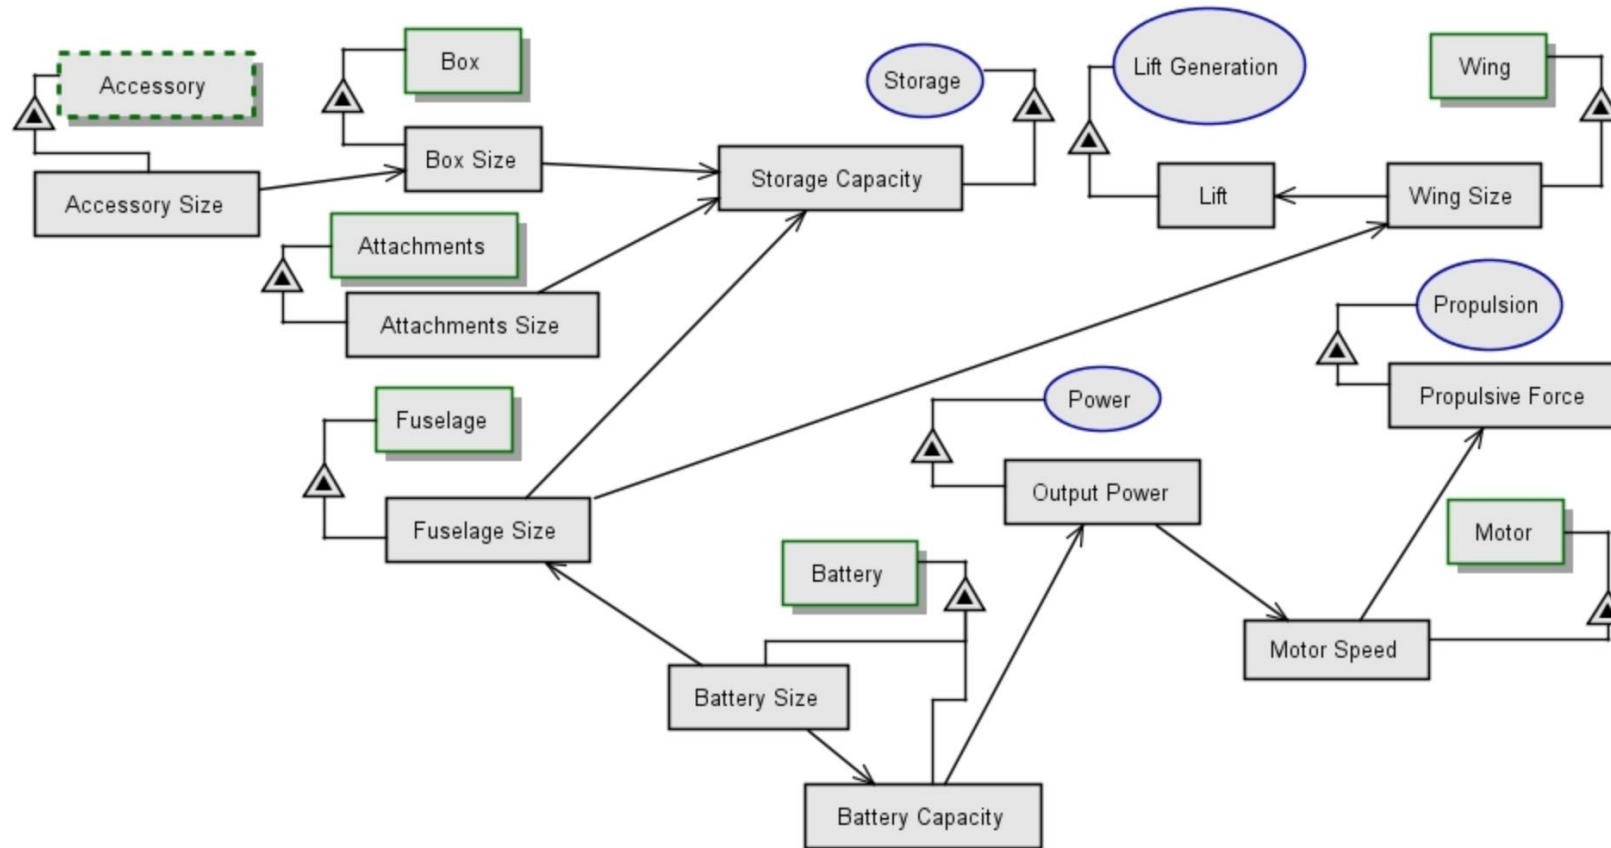 Accessory
Box
Storage
Lift Generation
Wing
Accessory Size
Box Size
Storage Capacity
Lift
Wing Size
Attachments
Attachments Size
Propulsion
Propulsive Force
Fuselage
Power
Fuselage Size
Output Power
Motor
Battery
Motor Speed
Battery Size
Battery Capacity